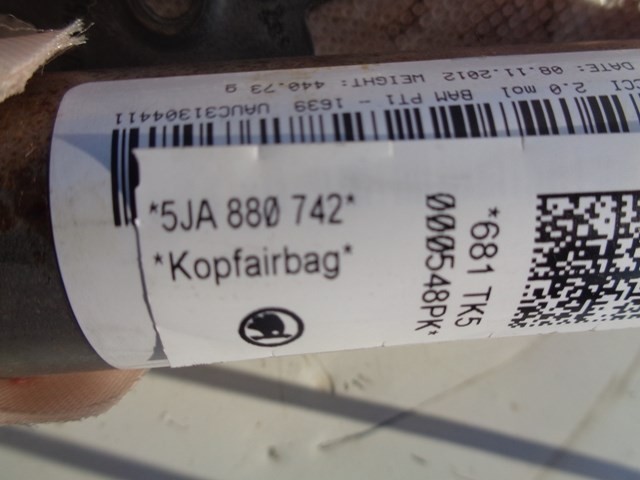 *5JA 880 742*
*Kopfairbag*
*681 TK5
000548PK*
CCI 2.0 mol BAM PT1 - 1639 UAUC31304411
DATE: 08.11.2012 WEIGHT: 440.73 g